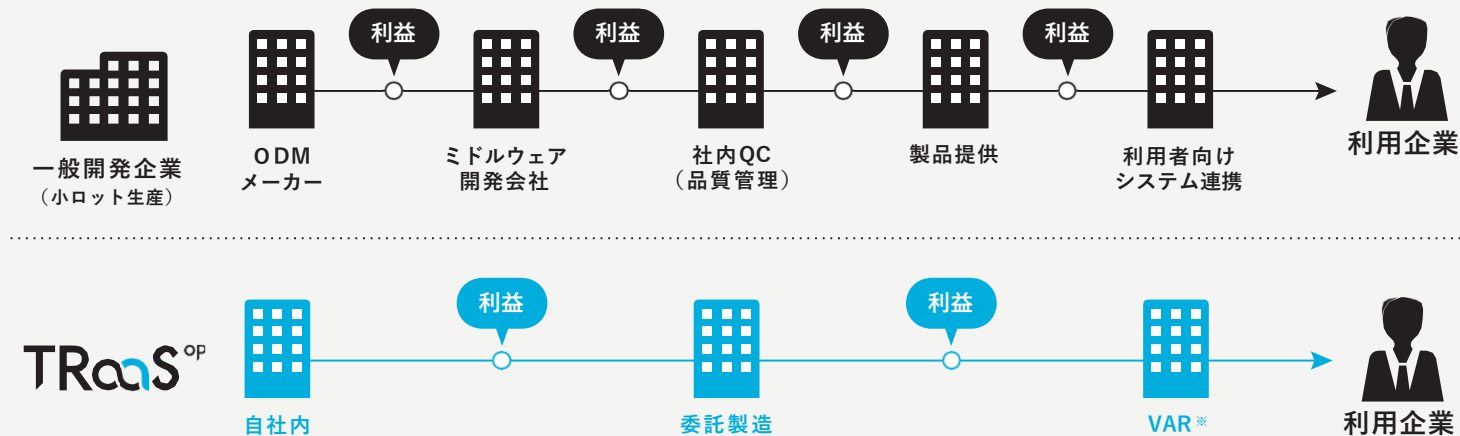 利益 利益 利益 利益
一般開発企業
（小ロット生産）
ODM
メーカー
ミドルウェア
開発会社
社内QC
（品質管理）
製品提供
利用者向け
システム連携
利用企業
TRaaS op
利益 利益
自社内
委託製造
VAR※
利用企業